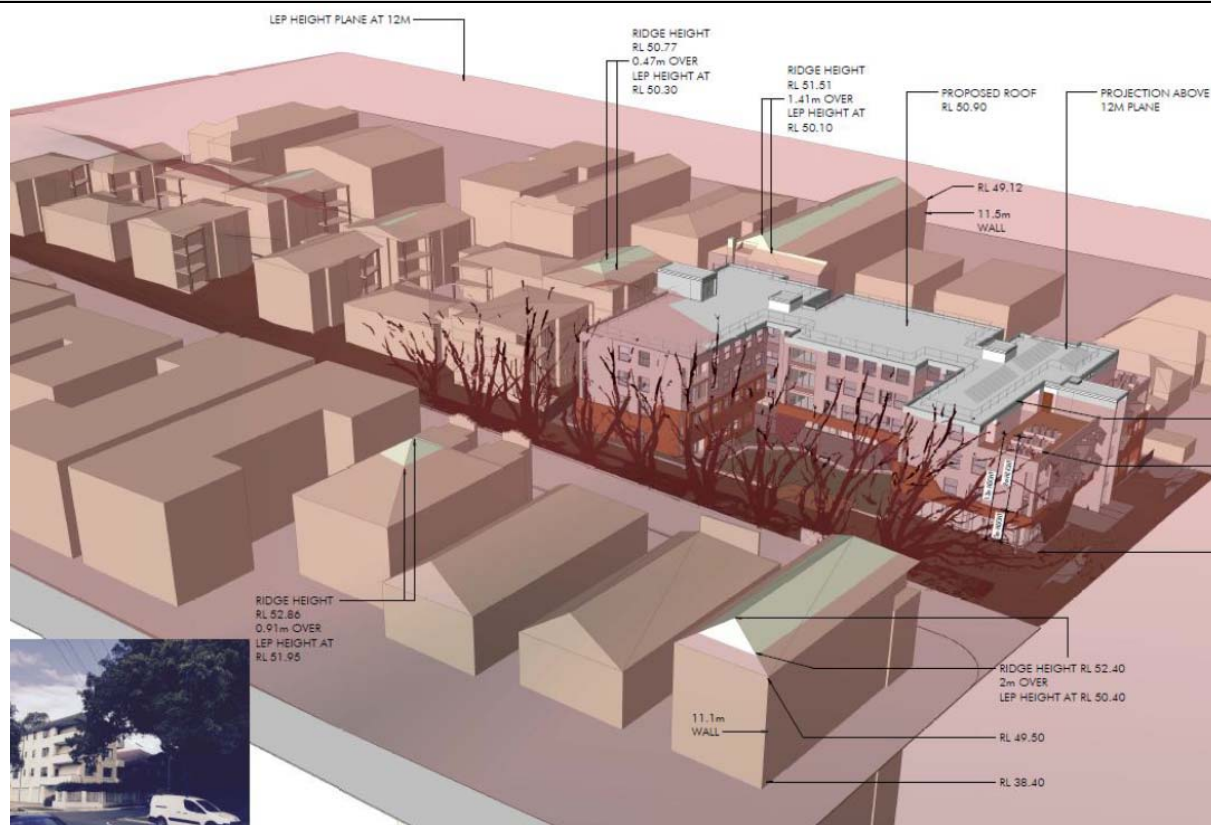 LEP HEIGHT PLANE AT 12M
RIDGE HEIGHT
RL 50.77
0.47m OVER
LEP HEIGHT AT
RL 50.30
RIDGE HEIGHT
RL 51.51
1.41m OVER
LEP HEIGHT AT
RL 50.10
PROPOSED ROOF
RL 50.90
PROJECTION ABOVE
12M PLANE
RL 49.12
11.5m
WALL
RIDGE HEIGHT
RL 52.86
0.91m OVER
LEP HEIGHT AT
RL 51.95
RIDGE HEIGHT RL 52.40
2m OVER
LEP HEIGHT AT RL 50.40
11.1m
WALL
RL 49.50
RL 38.40